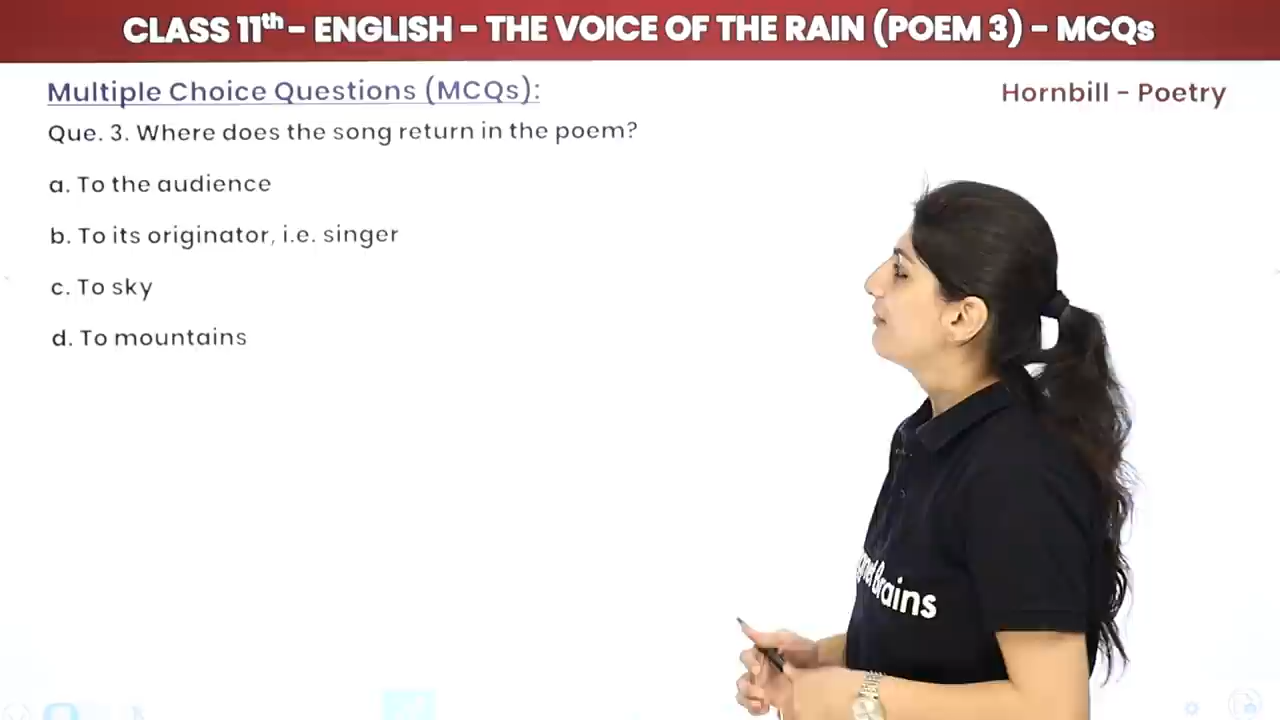 CLASS 11th - ENGLISH - THE VOICE OF THE RAIN (POEM 3) - MCQs
Multiple Choice Questions (MCQs):
Hornbill - Poetry
Que. 3. Where does the song return in the poem?
a. To the audience
b. To its originator, i.e. singer
c. To sky
d. To mountains
Brains